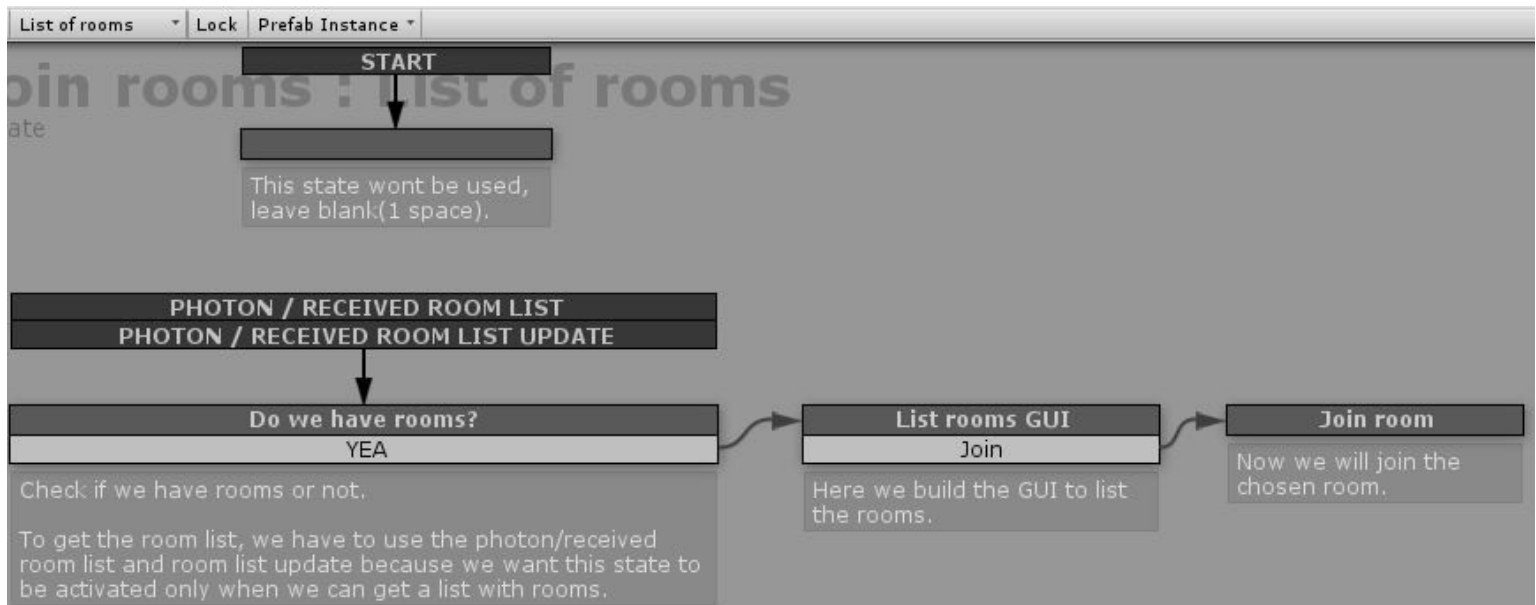 List of rooms Lock Prefab Instance
START
oin rooms : List of rooms
ate
This state wont be used,
leave blank(1 space).
PHOTON / RECEIVED ROOM LIST
PHOTON / RECEIVED ROOM LIST UPDATE
Do we have rooms?
YEA
Check if we have rooms or not.
To get the room list, we have to use the photon/received
room list and room list update because we want this state to
be activated only when we can get a list with rooms.
List rooms GUI
Join
Here we build the GUI to list
the rooms.
Join room
Now we will join the
chosen room.